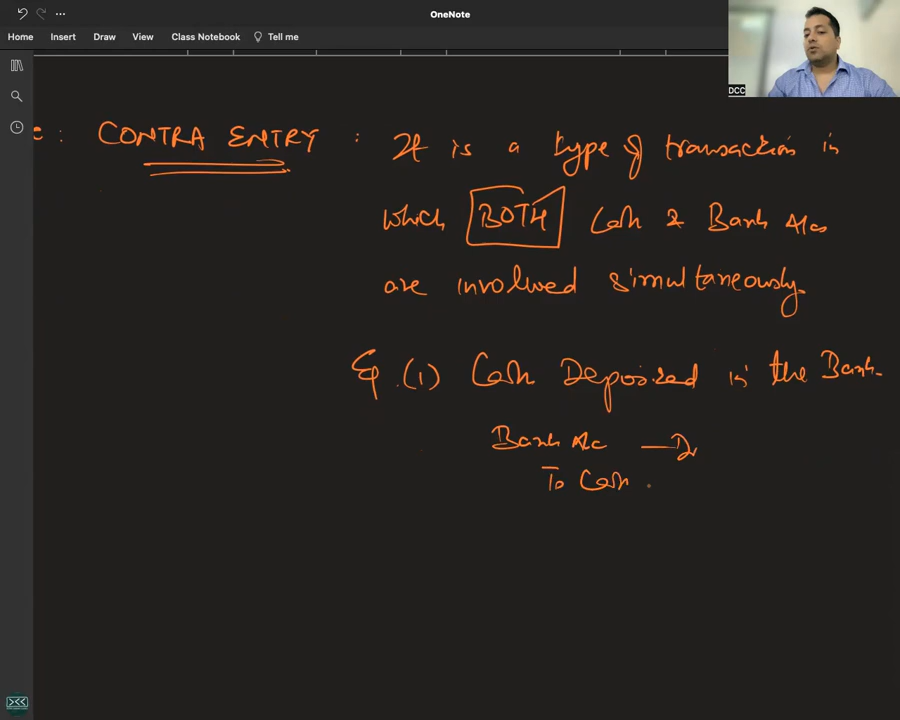 OneNote
Home Insert Draw View Class Notebook Tell me
DCC
e : CONTRA ENTRY : It is a type of transaction in
which BOTH Cash & Bank A/cs
are involved simultaneously.
Eg. (1) Cash Deposited in the Bank.
Bank A/c — Dr
To Cash